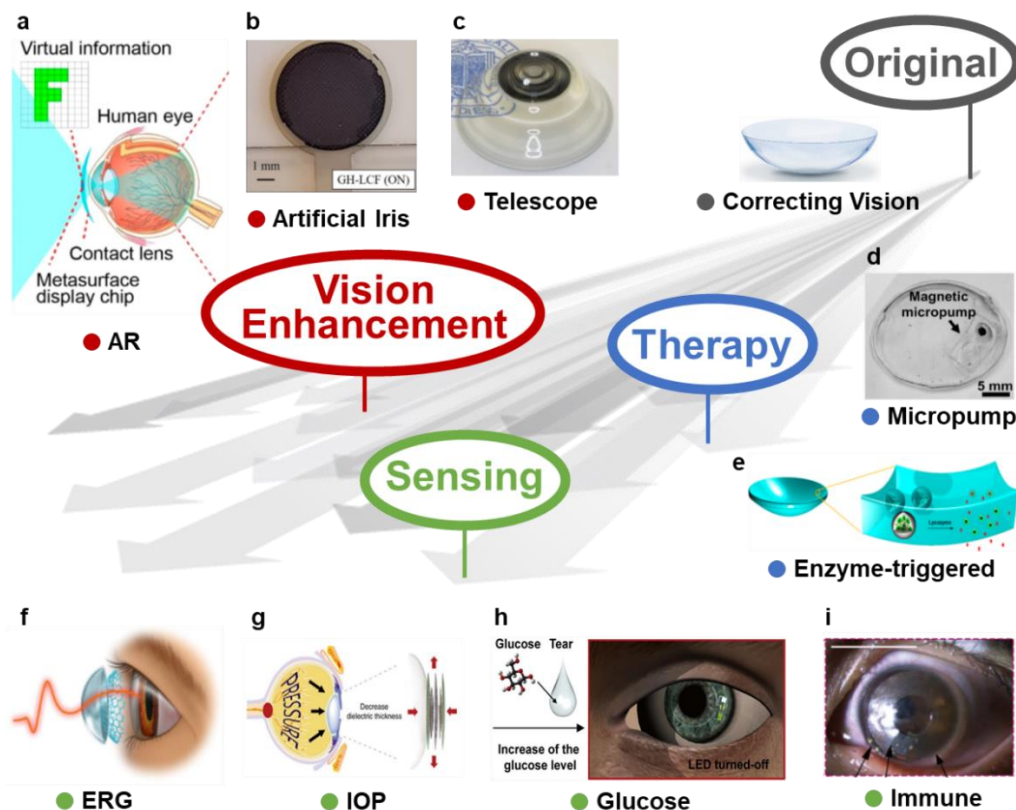 a
Virtual information
F
Human eye
Contact lens
Metasurface
display chip
AR
b
1 mm
GH-LCF (ON)
Artificial Iris
c
Telescope
Original
Correcting Vision
Vision
Enhancement
Therapy
Sensing
d
Magnetic
micropump
5 mm
Micropump
e
Lysozyme
Enzyme-triggered
f
ERG
g
PRESSURE
Decrease
dielectric thickness
IOP
h
Glucose
Tear
Increase of the
glucose level
LED turned-off
Glucose
i
Immune